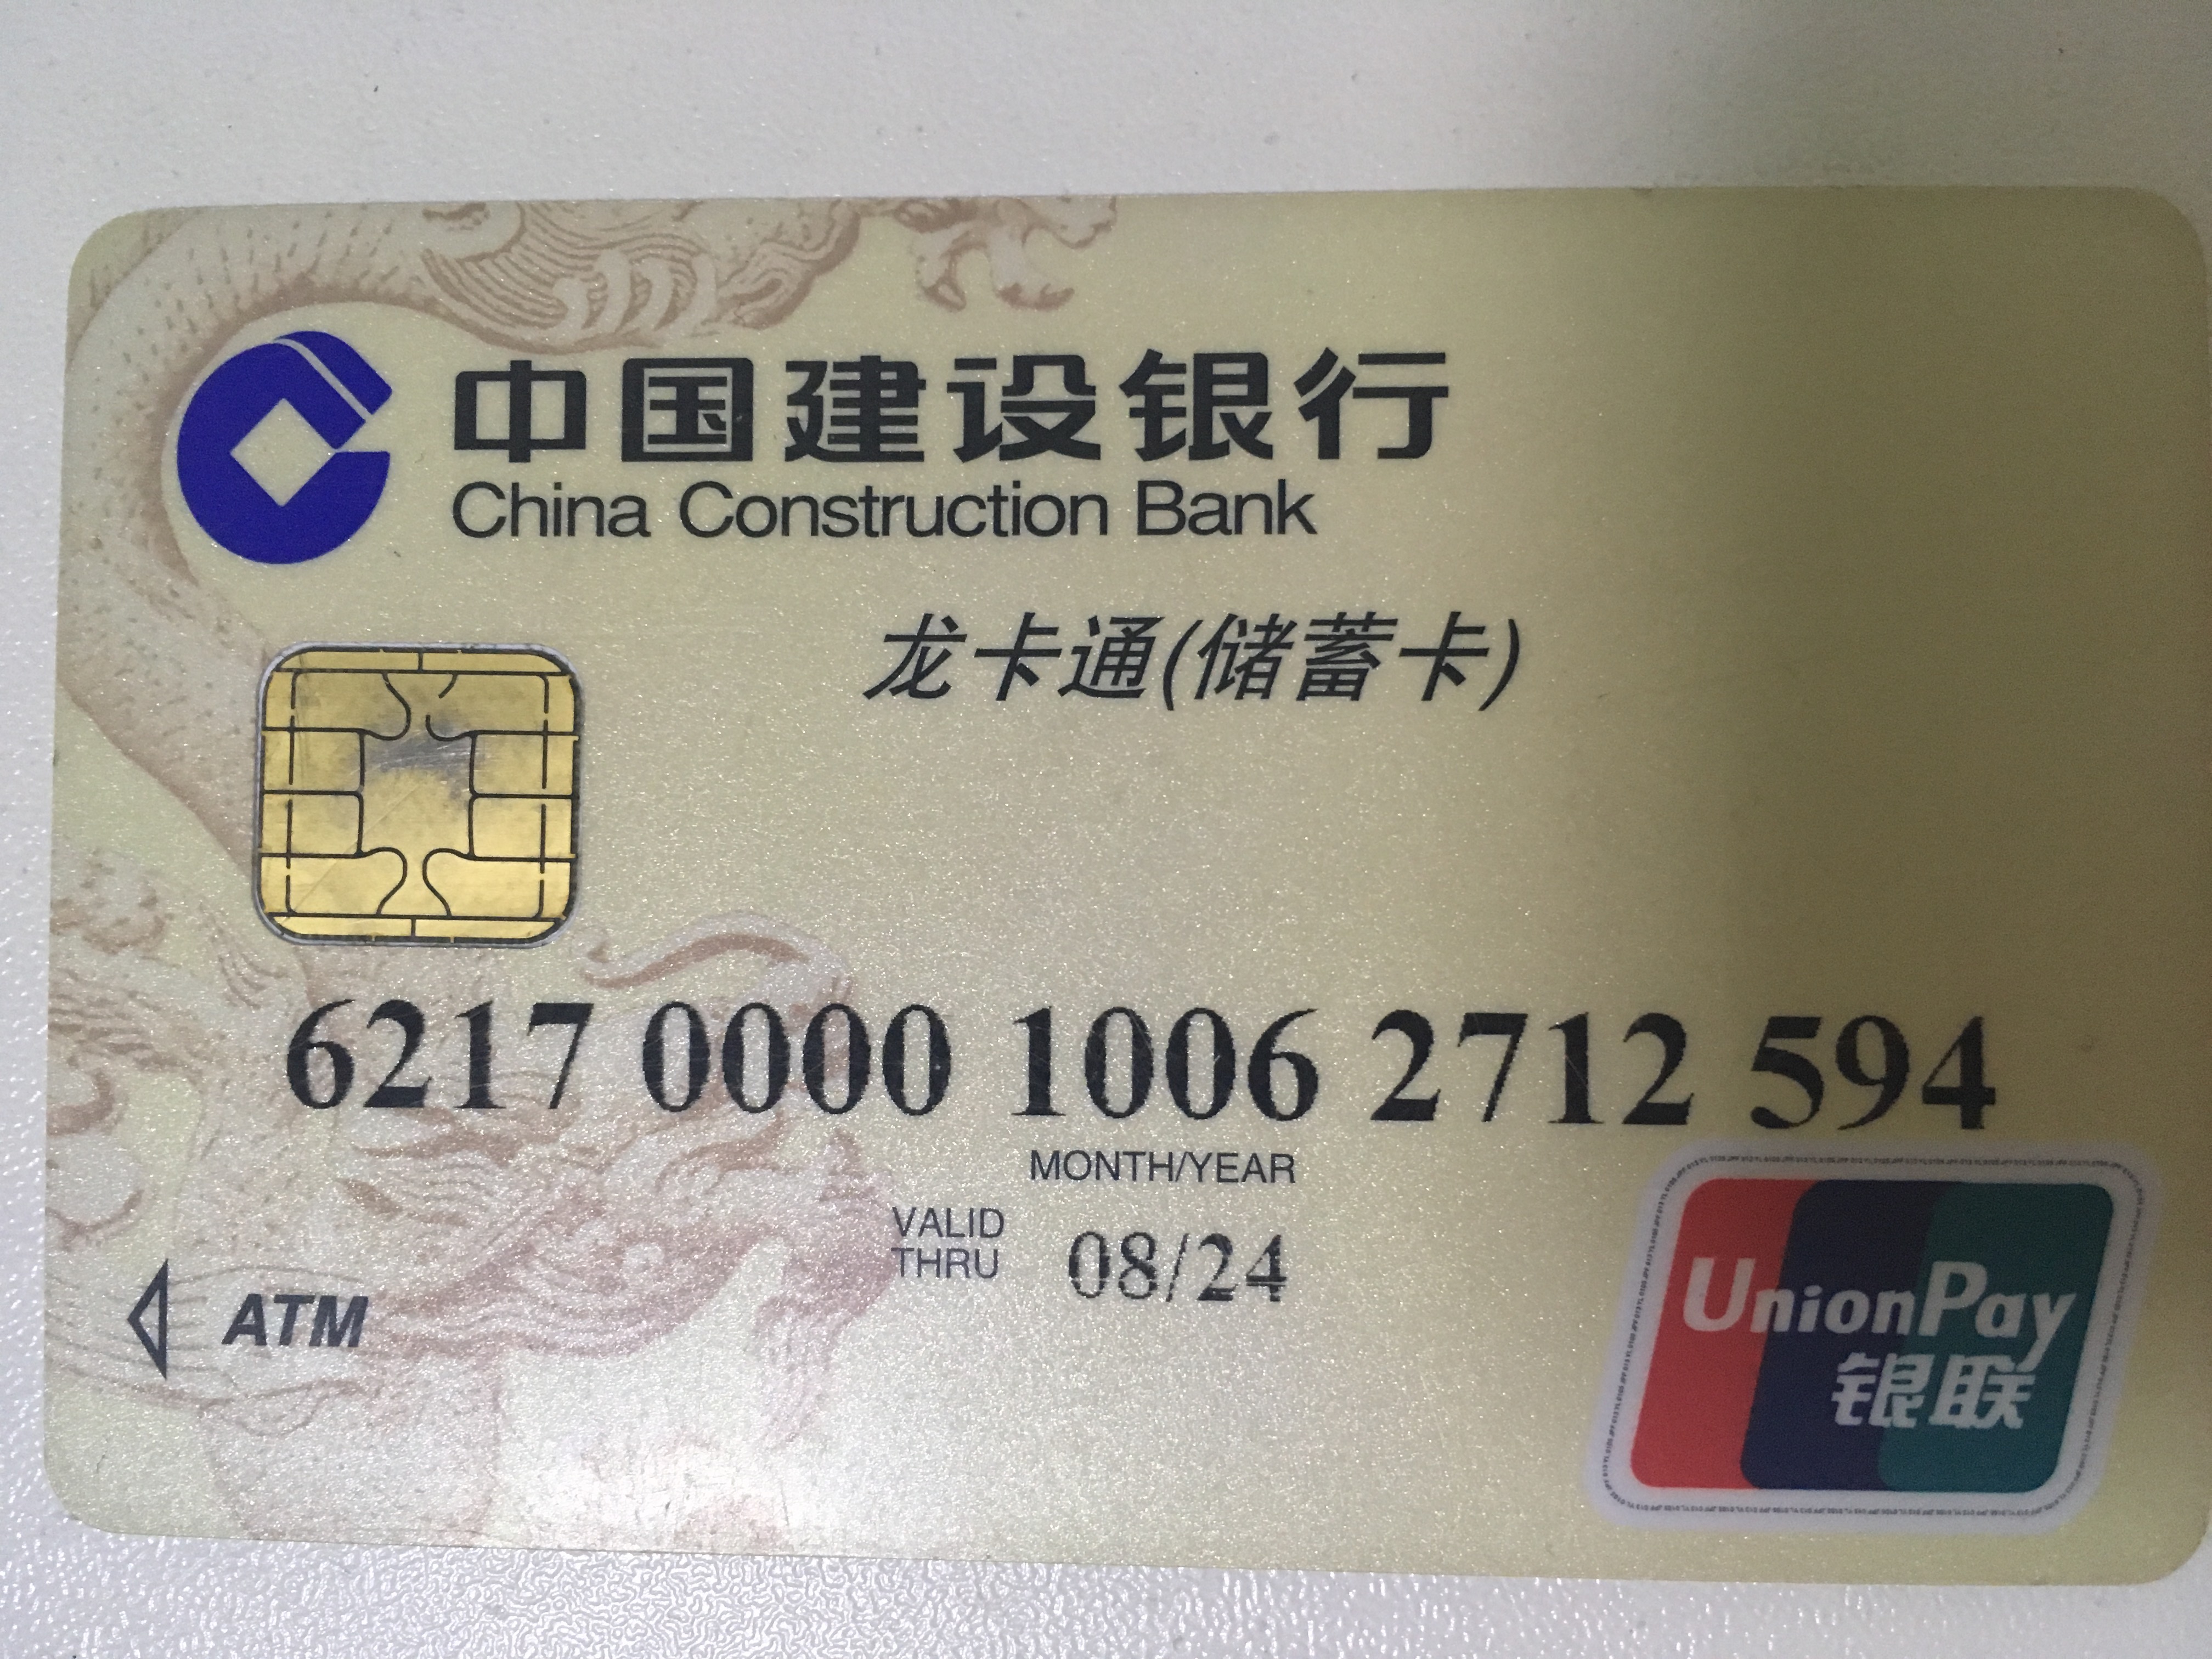 中国建设银行
China Construction Bank
龙卡通(储蓄卡)
6217 0000 1006 2712 594
MONTH/YEAR
VALID
THRU
08/24
ATM
UnionPay
银联